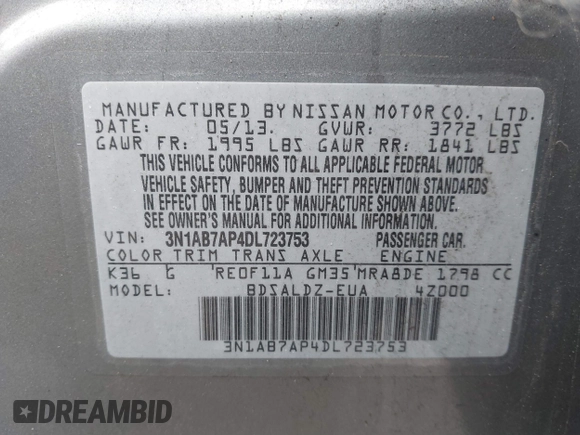 MANUFACTURED BY NISSAN MOTOR CO., LTD.
DATE: 05/13. GVWR: 3772 LBS
GAWR FR: 1995 LBS GAWR RR: 1841 LBS
THIS VEHICLE CONFORMS TO ALL APPLICABLE FEDERAL MOTOR
VEHICLE SAFETY, BUMPER AND THEFT PREVENTION STANDARDS
IN EFFECT ON THE DATE OF MANUFACTURE SHOWN ABOVE.
SEE OWNER'S MANUAL FOR ADDITIONAL INFORMATION.
VIN: 3N1AB7AP4DL723753 PASSENGER CAR.
COLOR TRIM TRANS AXLE ENGINE
K36 G RE0F11A GM35 MRA8DE 1798 CC
MODEL: BDSALDZ-EUA 4Z000
3N1AB7AP4DL723753
DREAMBID